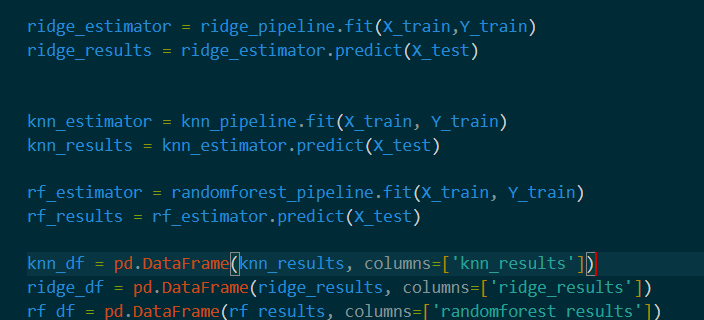 ridge_estimator = ridge_pipeline.fit(X_train,Y_train)
ridge_results = ridge_estimator.predict(X_test)
knn_estimator = knn_pipeline.fit(X_train, Y_train)
knn_results = knn_estimator.predict(X_test)
rf_estimator = randomforest_pipeline.fit(X_train, Y_train)
rf_results = rf_estimator.predict(X_test)
knn_df = pd.DataFrame(knn_results, columns=['knn_results'])
ridge_df = pd.DataFrame(ridge_results, columns=['ridge_results'])
rf_df = pd.DataFrame(rf_results, columns=['randomforest_results'])